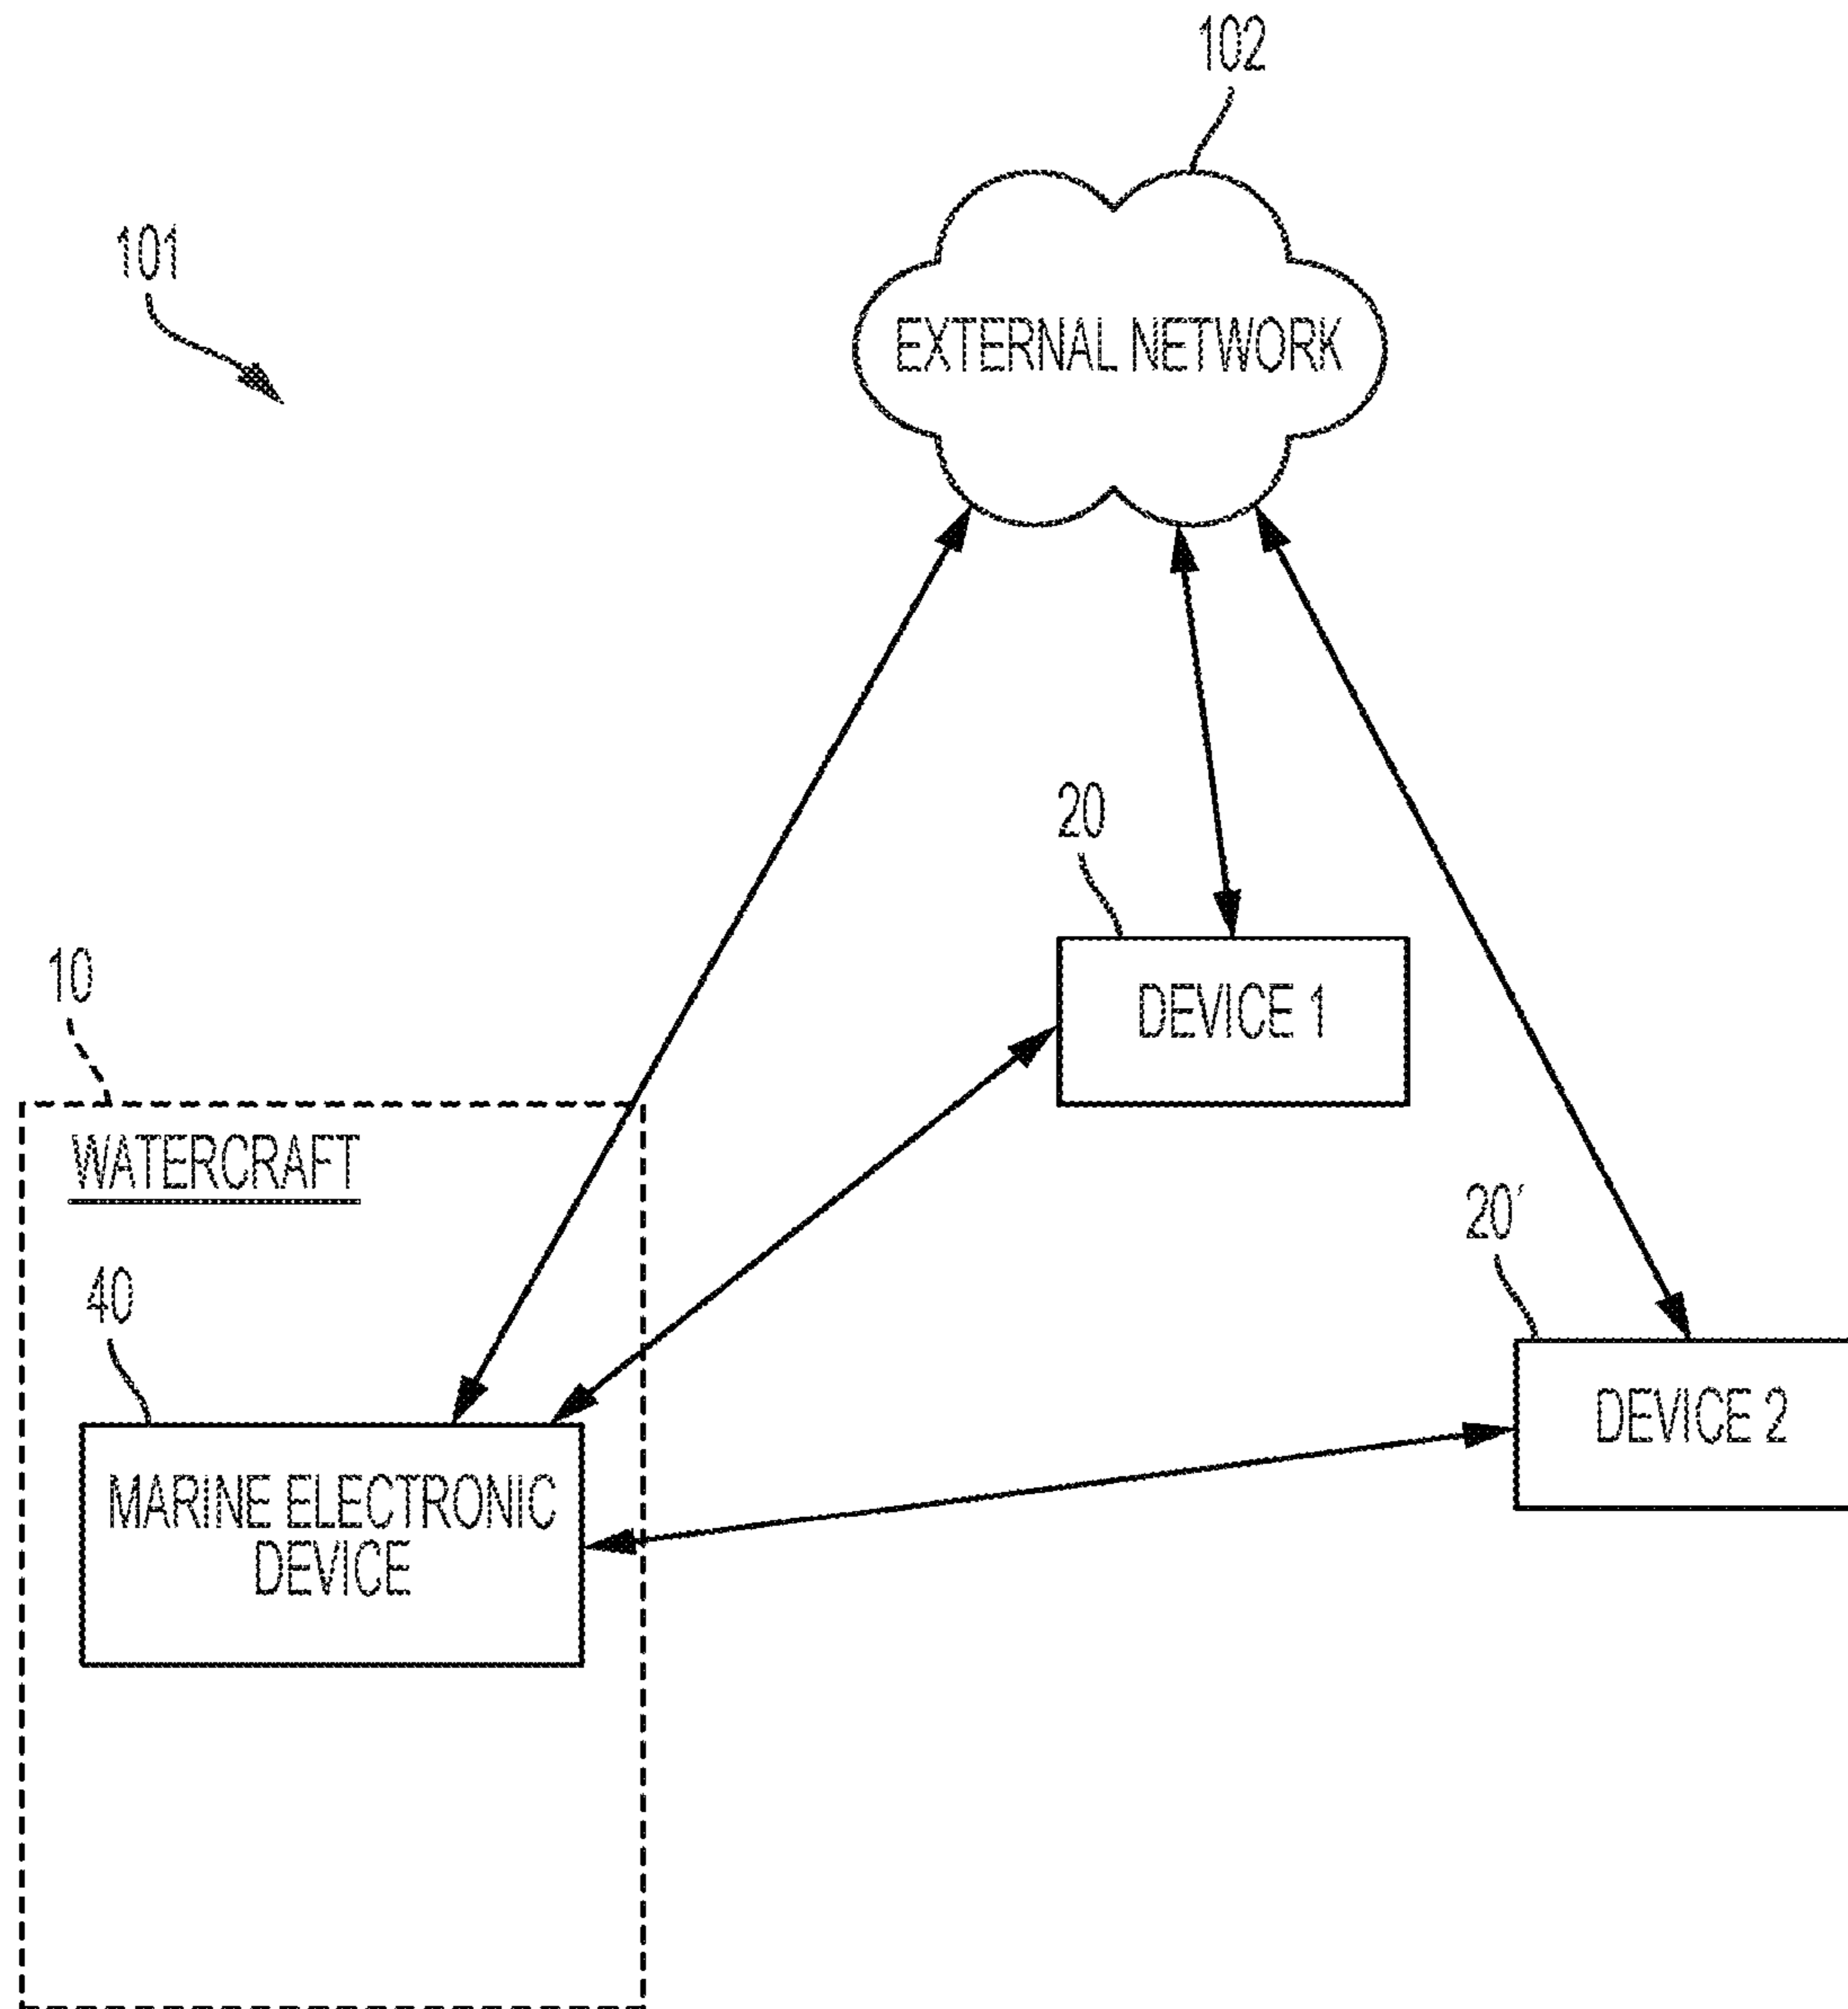 102
101
EXTERNAL NETWORK
20
DEVICE 1
10
WATERCRAFT
20'
40
DEVICE 2
MARINE ELECTRONIC
DEVICE